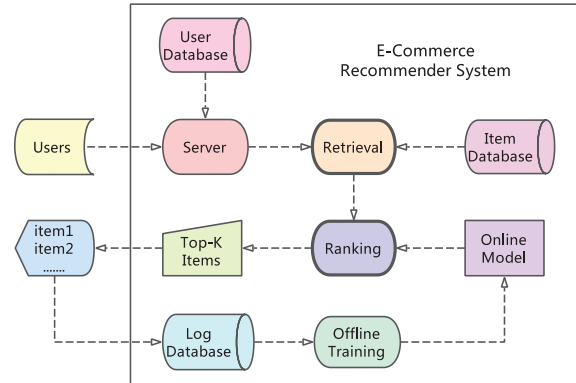 User
Database
E-Commerce
Recommender System
Users
Server
Retrieval
Item
Database
item1
item2
.......
Top-K
Items
Ranking
Online
Model
Log
Database
Offline
Training